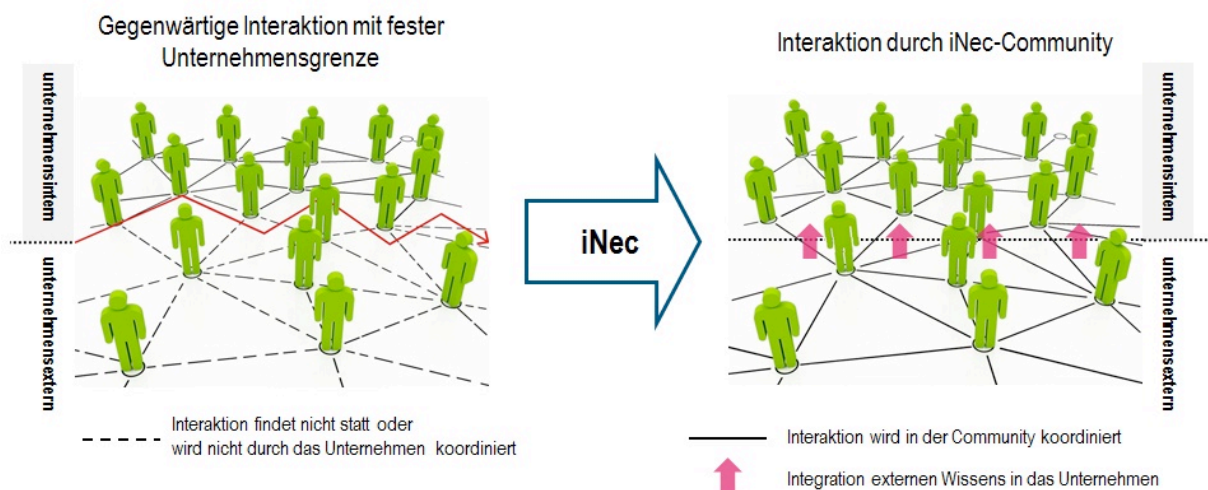 Gegenwärtige Interaktion mit fester
Unternehmensgrenze
unternehmensintern
unternehmensextern
Interaktion findet nicht statt oder
wird nicht durch das Unternehmen koordiniert
iNec
Interaktion durch iNec-Community
unternehmensintern
unternehmensextern
Interaktion wird in der Community koordiniert
Integration externen Wissens in das Unternehmen